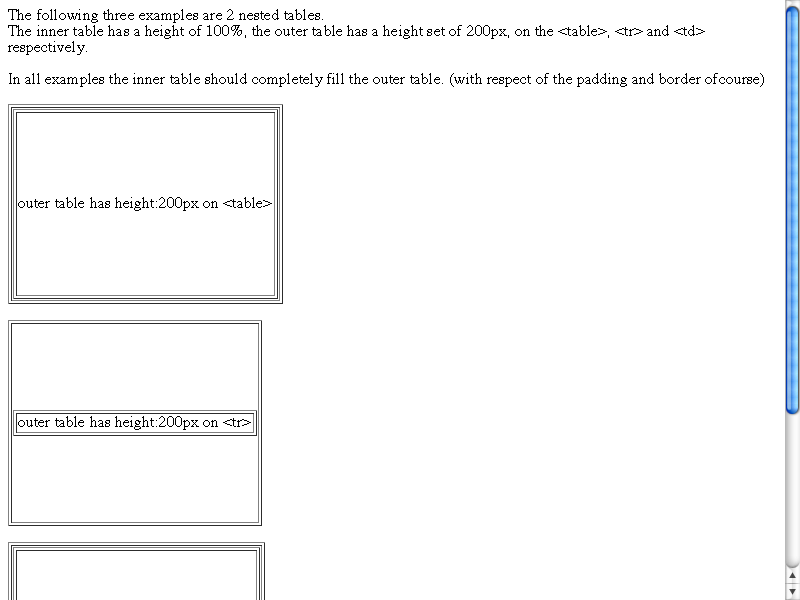 The following three examples are 2 nested tables.
The inner table has a height of 100%, the outer table has a height set of 200px, on the <table>, <tr> and <td>
respectively.
In all examples the inner table should completely fill the outer table. (with respect of the padding and border ofcourse)
outer table has height:200px on <table>
outer table has height:200px on <tr>